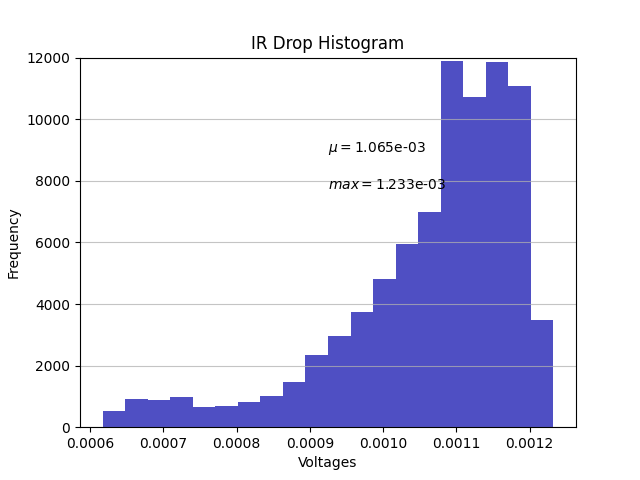 IR Drop Histogram
12000
10000
8000
6000
4000
2000
0
Frequency
μ = 1.065e-03
max = 1.233e-03
0.0006 0.0007 0.0008 0.0009 0.0010 0.0011 0.0012
Voltages